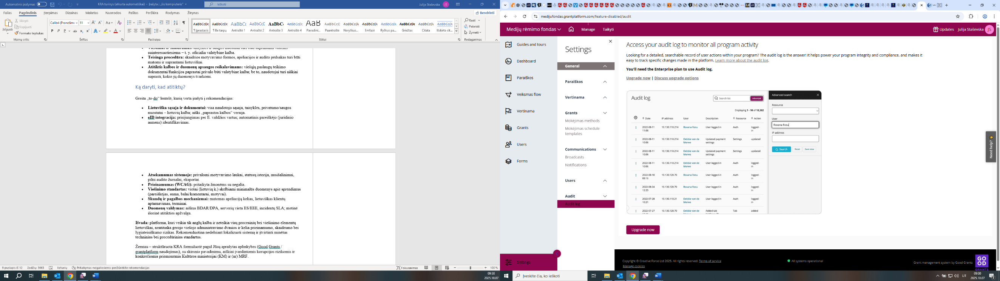 Automatinis įrašymas
KRA turinys (atkurta automatiškai) - Įrašyta į „šis kompiuteris“
Ieškoti
Julija Staševska
JS
Failas Pagrindinis Įterpimas Dizainas Maketas Nuorodos Paštas Peržiūra Rodymas Žinynas
Bendrinti
Įklijuoti
Iškirpti
Kopijuoti
Formato teptukas
Calibri (Pranešimų 11
Įprastasis Be tarpų Antraštė 1 Antraštė 2 Antraštė 3 Antraštė 4 Pavadini... Paantraštė Neryškus... Emfazė Ryškus pa... Griežtas Citata Išskirta cit...
Rasti
Pakeisti
Žymėti
Mainų sritis Šriftas Pastraipa Stiliai Redagavimas
suinteresuotiesiems – t. y. oficialia valstybine kalba.
Teisinga procedūra: skaidrios motyvavimo formos, apeliacijos ir audito pėdsakas turi būti
matomi ir suprantami lietuviškai.
Atitiktis kalbos ir duomenų apsaugos reikalavimams: viešųjų paslaugų teikimo
dokumentai/funkcijos paprastai privalo būti valstybine kalba; be to, naudotojai turi aiškiai
suprasti, kokie jų duomenys tvarkomi.
Ką daryti, kad atitiktų?
Greita „to-do“ lentelė, kurią verta įrašyti į rekomendacijas:
Lietuviška sąsaja ir dokumentai: visa naudotojo sąsaja, taisyklės, privatumo/saugos
nuostatai – lietuvių kalba; aiški „paprastos kalbos“ versija.
eID integracija: prisijungimas per E. valdžios vartus; automatinis pareiškėjo (juridinio
asmens) identifikavimas.
Atsekamumas sistemoje: privalomi motyvavimo laukai, statusų istorija, nusišalinimai,
pilni audito žurnalai, eksportai.
Prieinamumas (WCAG): pritaikyta žmonėms su negalia.
Viešinimo standartas: viešai (lietuvių k.) skelbiami minimalūs duomenys apie sprendimus
(pareiškėjas, suma, balai/komentarai, motyvai).
Skundų ir pagalbos mechanizmai: matomas apeliacijų kelias, lietuviškas klientų
aptarnavimas, terminai.
Duomenų valdymas: aiškus BDAR/DPA, serverių vieta ES/EEE, incidentų SLA; metinė
išorinė atitikties apžvalga.
Išvada: platforma, kuri veikia tik anglų kalba ir neteikia visų procesinių bei viešinimo elementų
lietuviškai, neatitinka gerojo viešojo administravimo dvasios ir kelia prieinamumo, skaidrumo bei
lygiateisiškumo rizikas. Rekomenduotina nedelsiant lokalizuoti sistemą ir įtvirtinti minėtus
techninius bei procedūrinius standartus.
Žemiau – struktūruota KRA formuluotė pagal Jūsų aprašytas aplinkybes (Good Grants /
grantplatform naudojimas), su skirsnio pavadinimu, aiškiai įvardintomis korupcijos rizikomis ir
konkrečiomis priemonėmis Kultūros ministerijai (KM) ir (ar) MRF.
9 puslapis iš 12 žodžių: 3663 lietuvių Pritaikymas neįgaliesiems: peržiūrėkite rekomendacijas
Fokusavimas 100 %
09:30
2025.10.07
medijufondas.grantplatform.com/feature-disabled/audit
Medijų rėmimo fondas Manage Taikyti
Updates Julija Staševska JS
Guides and tours
Dashboard
Paraiškos
Veiksmas flow
Vertinama
Grants
Users
Forms
Settings
Settings
General
Paraiškos
Vertinama
Grants
Mokėjimas methods
Mokėjimas schedule
templates
Communications
Broadcasts
Notifications
Users
Audit
Audit log
Access your audit log to monitor all program activity
Looking for a detailed, searchable record of user actions within your program? The audit log is the answer! It helps power your program integrity and compliance, and makes it
easy to track specific changes made in the platform. Learn more about the audit log.
You'll need the Enterprise plan to use Audit log.
Upgrade now | Discuss upgrade options
Audit log
Search list Advanced
Displaying 1 - 10 of 18,382
Date IP address User Description Resource Action
2022-08-11 11:08 10.130.110.214 Roxana Rosu User logged in Auth logged-in
2022-08-11 10:06 10.130.110.214 Debbie van de Merwe Updated payment settings Settings updated
2022-08-11 10:06 10.130.110.214 Debbie van de Merwe Updated payment settings Settings updated
2022-08-11 10:06 10.130.110.214 Debbie van de Merwe User logged in Auth logged-in
2022-08-10 08:16 10.130.120.70 Roxana Rosu User logged in Auth logged-in
2022-08-04 12:25 10.130.120.70 Roxana Rosu User logged in Auth logged-in
2022-07-28 10:21 10.130.110.21 Debbie van de Merwe User logged in Auth logged-in
2022-07-27 10.130.120.70 Debbie van de Added tab Tab added
Advanced search
Resource
User
Roxana Rosu
IP address
Search Reset Save view
Upgrade now
Need help?
Copyright © Creative Force Ltd 2025. All rights reserved. Terms of service
Manage cookies
All systems operational
Grant management system by Good Grants
GOOD GRANTS
Įveskite čia, ko ieškoti
LIT
09:30
2025.10.07